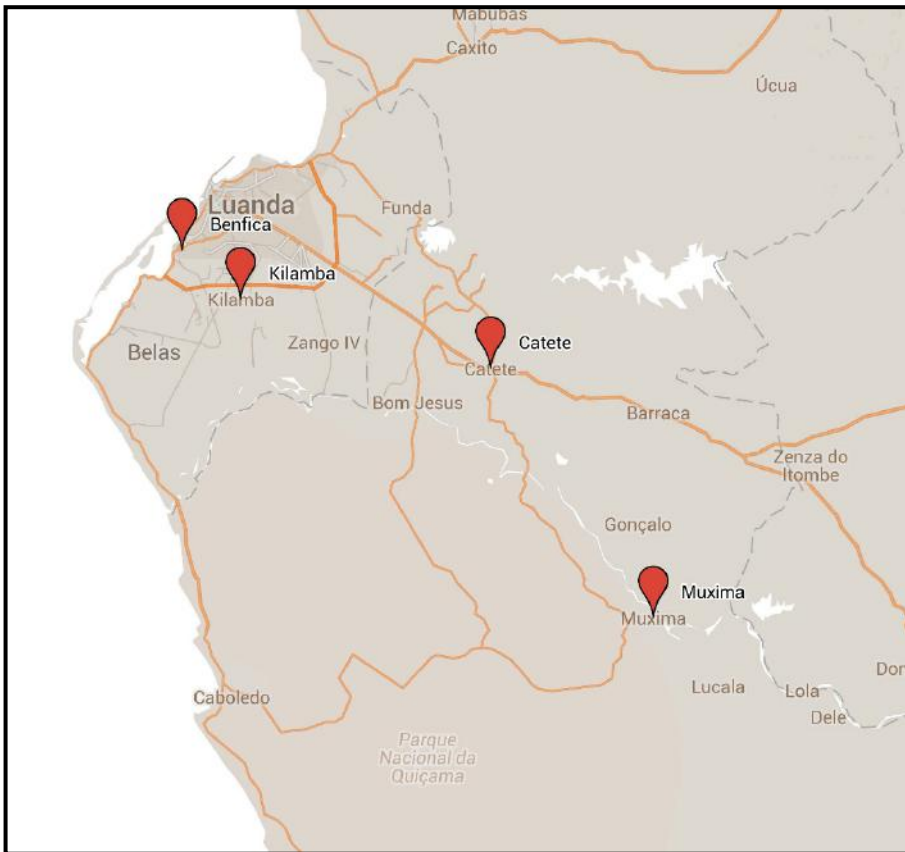 Mabubas
Caxito
Úcua
Luanda
Funda
Benfica
Kilamba
Kilamba
Zango IV
Belas
Catete
Catete
Bom Jesus
Barraca
Zenza do
Itombe
Gonçalo
Muxima
Muxima
Lucala
Lola
Dele
Don
Caboledo
Parque
Nacional da
Quiçama